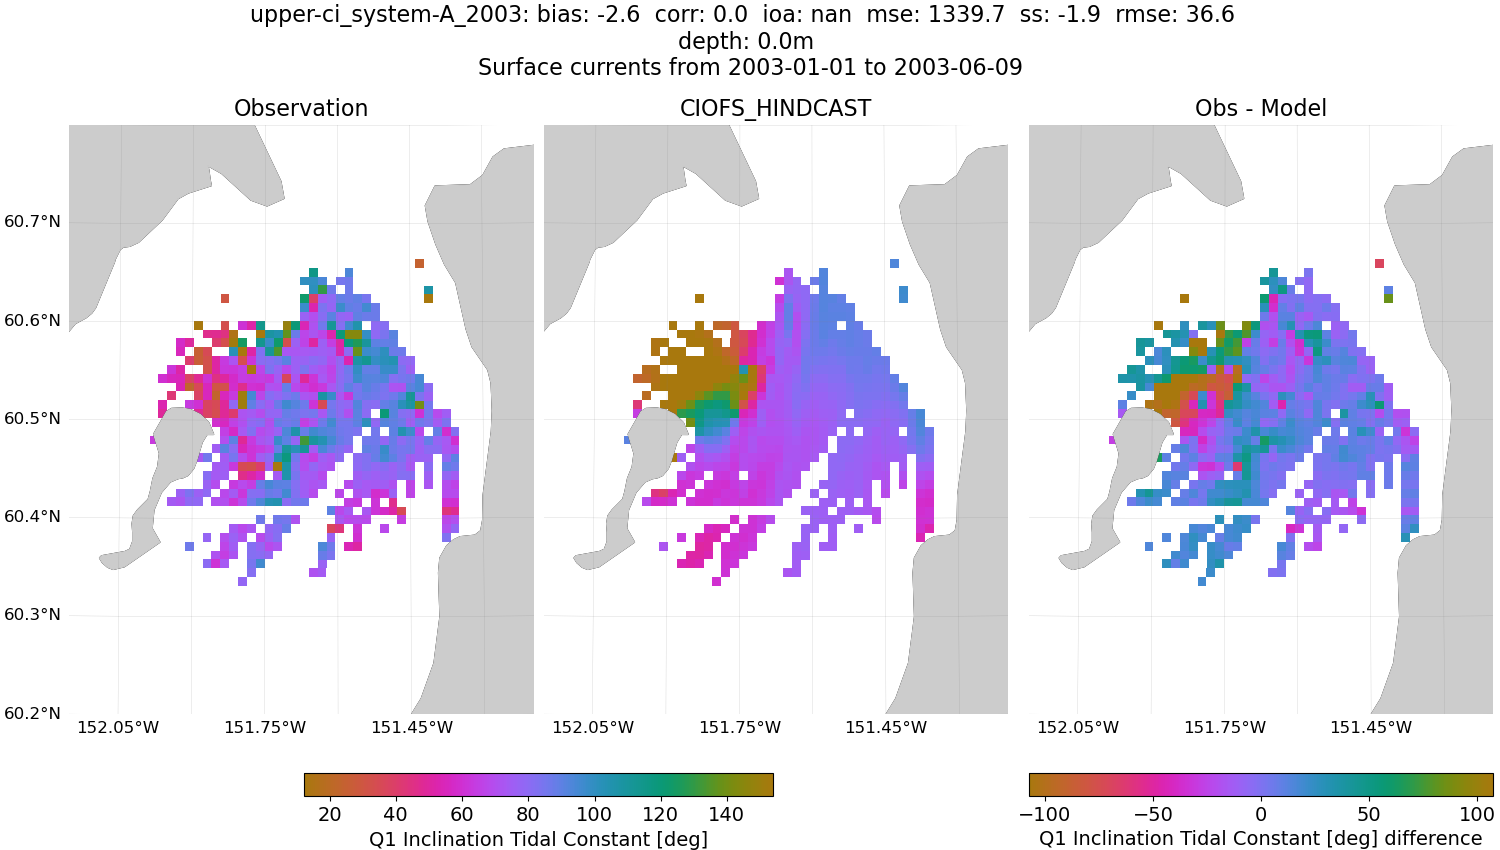 upper-ci_system-A_2003: bias: -2.6  corr: 0.0  ioa: nan  mse: 1339.7  ss: -1.9  rmse: 36.6
depth: 0.0m
Surface currents from 2003-01-01 to 2003-06-09
Observation
CIOFS_HINDCAST
Obs - Model
60.7°N
60.6°N
60.5°N
60.4°N
60.3°N
60.2°N
152.05°W 151.75°W 151.45°W
152.05°W 151.75°W 151.45°W
152.05°W 151.75°W 151.45°W
20 40 60 80 100 120 140
Q1 Inclination Tidal Constant [deg]
−100 −50 0 50 100
Q1 Inclination Tidal Constant [deg] difference